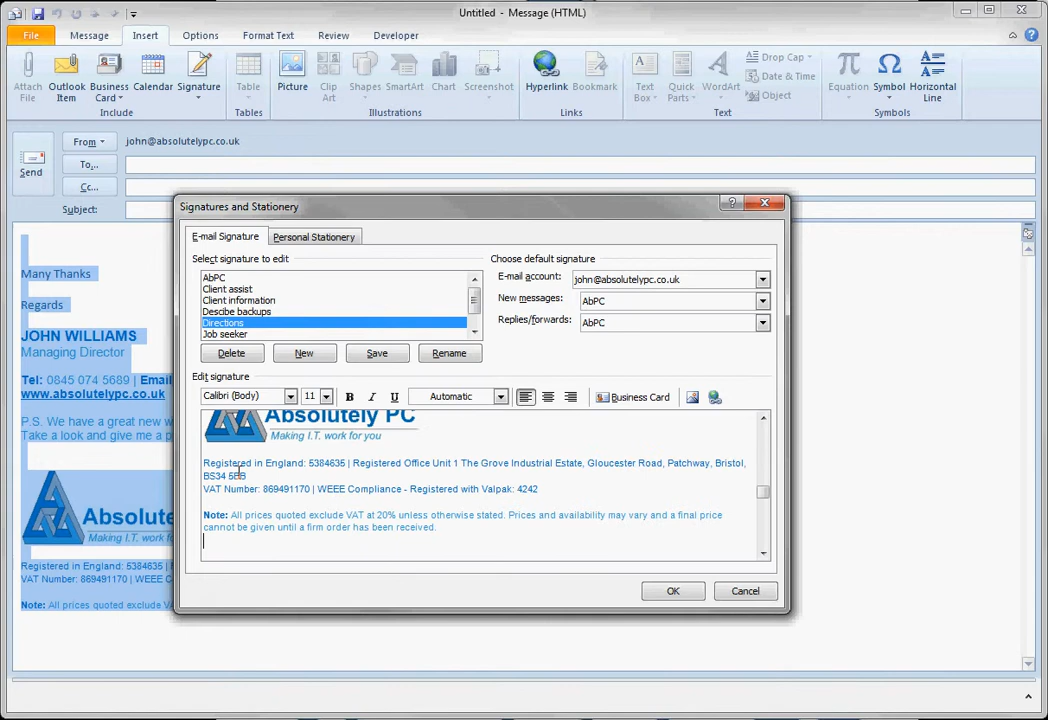 Untitled - Message (HTML)
File Message Insert Options Format Text Review Developer
Attach File
Outlook Item
Business Card
Calendar
Signature
Table
Picture
Clip Art
Shapes
SmartArt
Chart
Screenshot
Hyperlink
Bookmark
Text Box
Quick Parts
WordArt
Drop Cap
Date & Time
Object
Equation
Symbol
Horizontal Line
Include Tables Illustrations Links Text Symbols
From john@absolutelypc.co.uk
To...
Send
Cc...
Subject:
Signatures and Stationery
E-mail Signature Personal Stationery
Select signature to edit
AbPC
Client assist
Client information
Descibe backups
Directions
Job seeker
Delete New Save Rename
Choose default signature
E-mail account: john@absolutelypc.co.uk
New messages: AbPC
Replies/forwards: AbPC
Edit signature
Calibri (Body) 11 B I U Automatic Business Card
Absolutely PC
Making I.T. work for you
Registered in England: 5384635 | Registered Office Unit 1 The Grove Industrial Estate, Gloucester Road, Patchway, Bristol,
BS34
VAT Number: 869491170 | WEEE Compliance - Registered with Valpak: 4242
Note: All prices quoted exclude VAT at 20% unless otherwise stated. Prices and availability may vary and a final price
cannot be given until a firm order has been received.
OK Cancel
Many Thanks
Regards
JOHN WILLIAMS
Managing Director
Tel: 0845 074 5689 | Email
www.absolutelypc.co.uk
P.S. We have a great new w
Take a look and give me a p
Absolute
Making I.T. work fo
Registered in England: 5384635 |
VAT Number: 869491170 | WEEE
Note: All prices quoted exclude VA